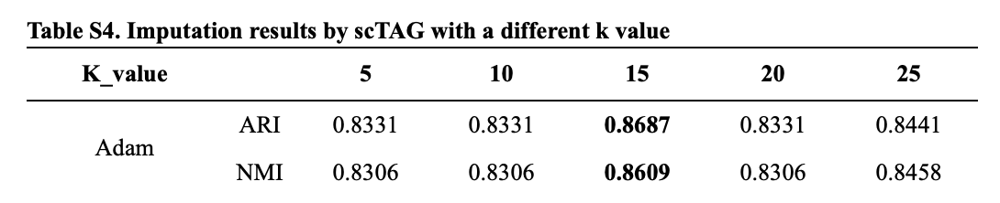 Table S4. Imputation results by scTAG with a different k value
K_value 5 10 15 20 25
Adam
ARI 0.8331 0.8331 0.8687 0.8331 0.8441
NMI 0.8306 0.8306 0.8609 0.8306 0.8458